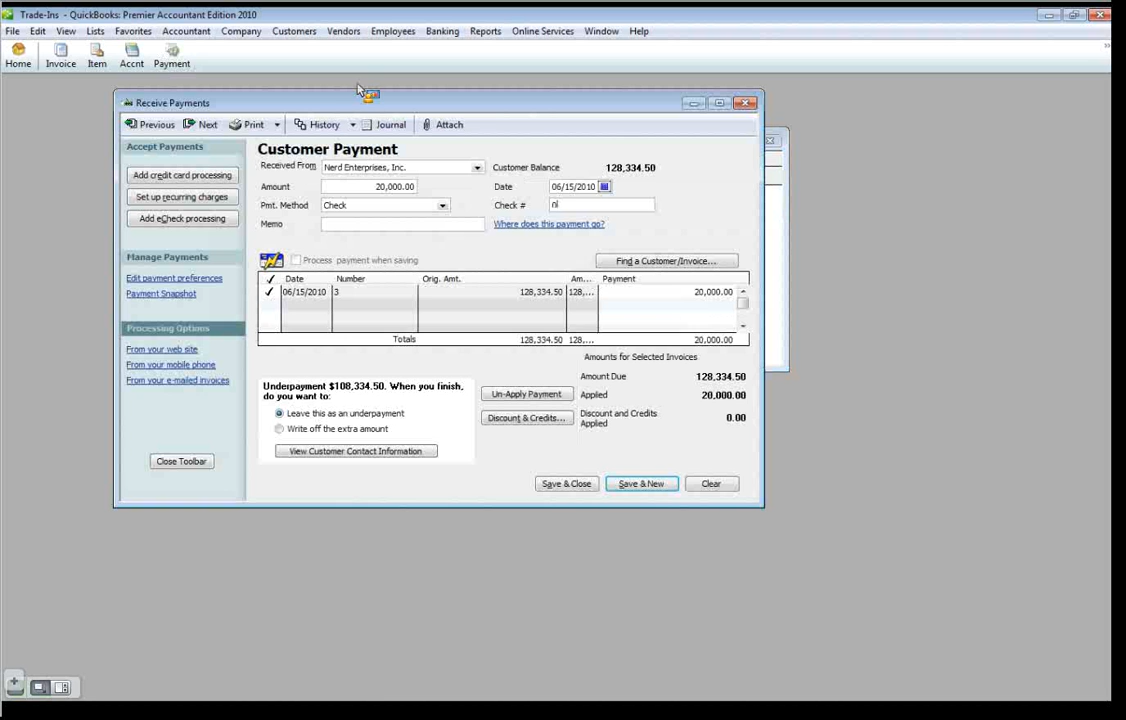 Trade-Ins - QuickBooks: Premier Accountant Edition 2010
File Edit View Lists Favorites Accountant Company Customers Vendors Employees Banking Reports Online Services Window Help
Home Invoice Item Accnt Payment
Receive Payments
Previous Next Print History Journal Attach
Accept Payments
Add credit card processing
Set up recurring charges
Add eCheck processing
Manage Payments
Edit payment preferences
Payment Snapshot
Processing Options
From your web site
From your mobile phone
From your e-mailed invoices
Close Toolbar
Customer Payment
Received From Nerd Enterprises, Inc. Customer Balance 128,334.50
Amount 20,000.00 Date 06/15/2010
Pmt. Method Check Check # nl
Memo Where does this payment go?
Process payment when saving Find a Customer/Invoice...
Date Number Orig. Amt. Am... Payment
06/15/2010 3 128,334.50 128,... 20,000.00
Totals 128,334.50 128,... 20,000.00
Amounts for Selected Invoices
Amount Due 128,334.50
Applied 20,000.00
Discount and Credits Applied 0.00
Underpayment $108,334.50. When you finish,
do you want to:
Leave this as an underpayment
Write off the extra amount
View Customer Contact Information
Un-Apply Payment
Discount & Credits...
Save & Close Save & New Clear